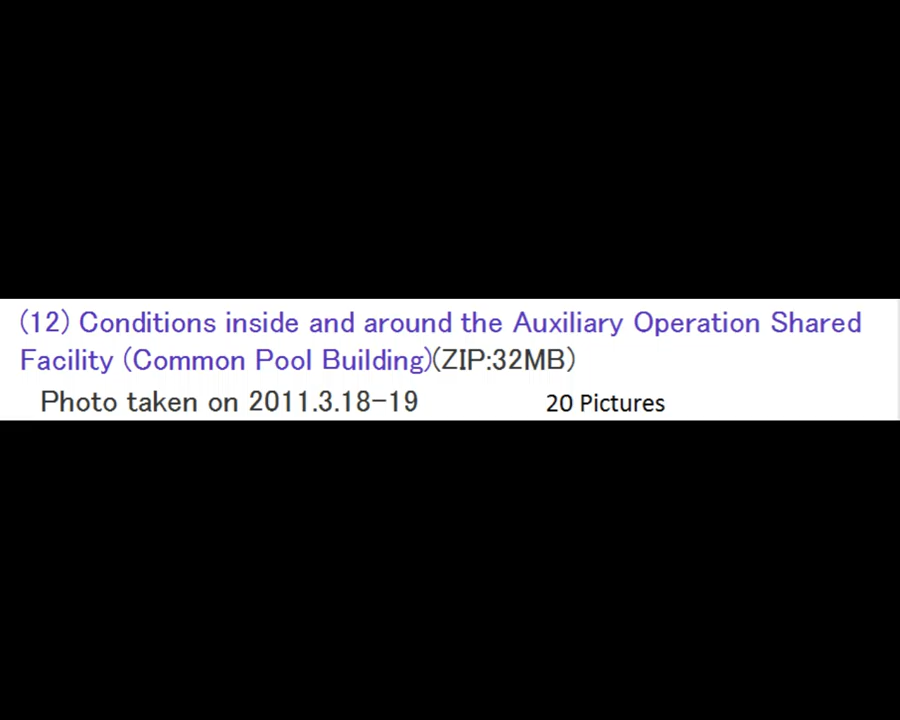 (12) Conditions inside and around the Auxiliary Operation Shared
Facility (Common Pool Building)(ZIP:32MB)
Photo taken on 2011.3.18-19 20 Pictures